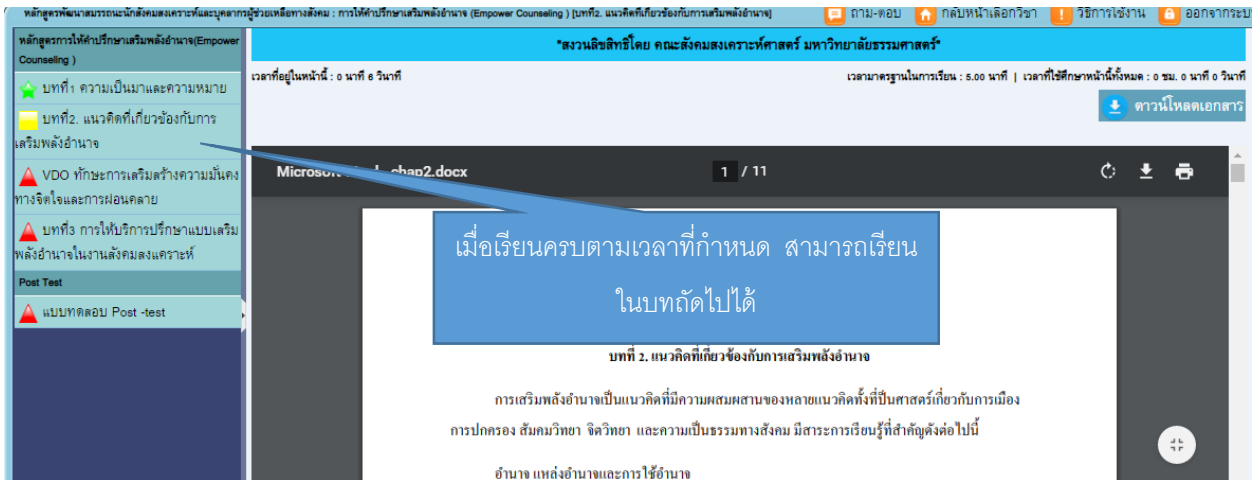 หลักสูตรพัฒนาสมรรถนะนักสังคมสงเคราะห์และบุคลากรผู้ช่วยเหลือทางสังคม : การให้คำปรึกษาเสริมพลังอำนาจ (Empower Counseling ) [บทที่2. แนวคิดที่เกี่ยวข้องกับการเสริมพลังอำนาจ]
ถาม-ตอบ กลับหน้าเลือกวิชา วิธีการใช้งาน ออกจากระบ
หลักสูตรการให้คำปรึกษาเสริมพลังอำนาจ(Empower
Counseling )
บทที่1 ความเป็นมาและความหมาย
บทที่2. แนวคิดที่เกี่ยวข้องกับการ
เสริมพลังอำนาจ
VDO ทักษะการเสริมสร้างความมั่นคง
ทางจิตใจและการผ่อนคลาย
บทที่3 การให้บริการปรึกษาแบบเสริม
พลังอำนาจในงานสังคมสงเคราะห์
Post Test
แบบทดสอบ Post -test
"สงวนลิขสิทธิ์โดย คณะสังคมสงเคราะห์ศาสตร์ มหาวิทยาลัยธรรมศาสตร์"
เวลาที่อยู่ในหน้านี้ : 0 นาที 6 วินาที
เวลามาตรฐานในการเรียน : 5.00 นาที | เวลาที่ใช้ศึกษาหน้านี้ทั้งหมด : 0 ชม. 0 นาที 0 วินาที
ดาวน์โหลดเอกสาร
Microsoft chap2.docx
1 / 11
เมื่อเรียนครบตามเวลาที่กำหนด สามารถเรียน
ในบทถัดไปได้
บทที่ 2. แนวคิดที่เกี่ยวข้องกับการเสริมพลังอำนาจ
การเสริมพลังอำนาจเป็นแนวคิดที่มีความผสมผสานของหลายแนวคิดทั้งที่ป็นศาสตร์เกี่ยวกับการเมือง
การปกครอง สัมคมวิทยา จิตวิทยา และความเป็นธรรมทางสังคม มีสาระการเรียนรู้ที่สำคัญดังต่อไปนี้
อำนาจ แหล่งอำนาจและการใช้อำนาจ